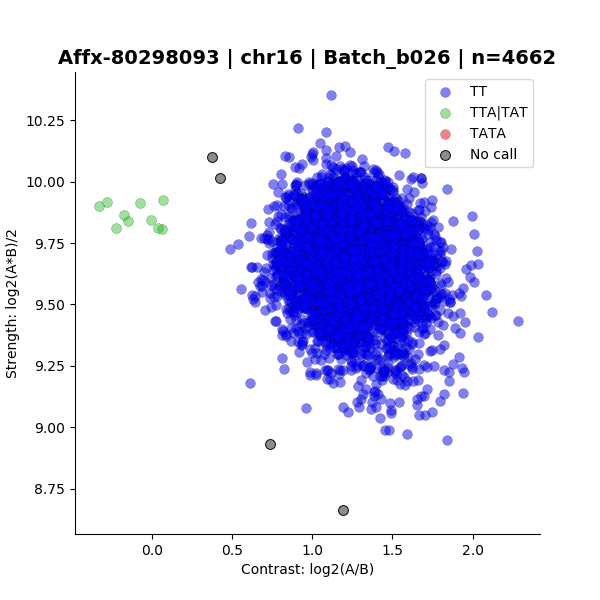 Affx-80298093 | chr16 | Batch_b026 | n=4662
TT
TTA|TAT
TATA
No call
10.25
10.00
9.75
9.50
9.25
9.00
8.75
Strength: log2(A*B)/2
0.0 0.5 1.0 1.5 2.0
Contrast: log2(A/B)